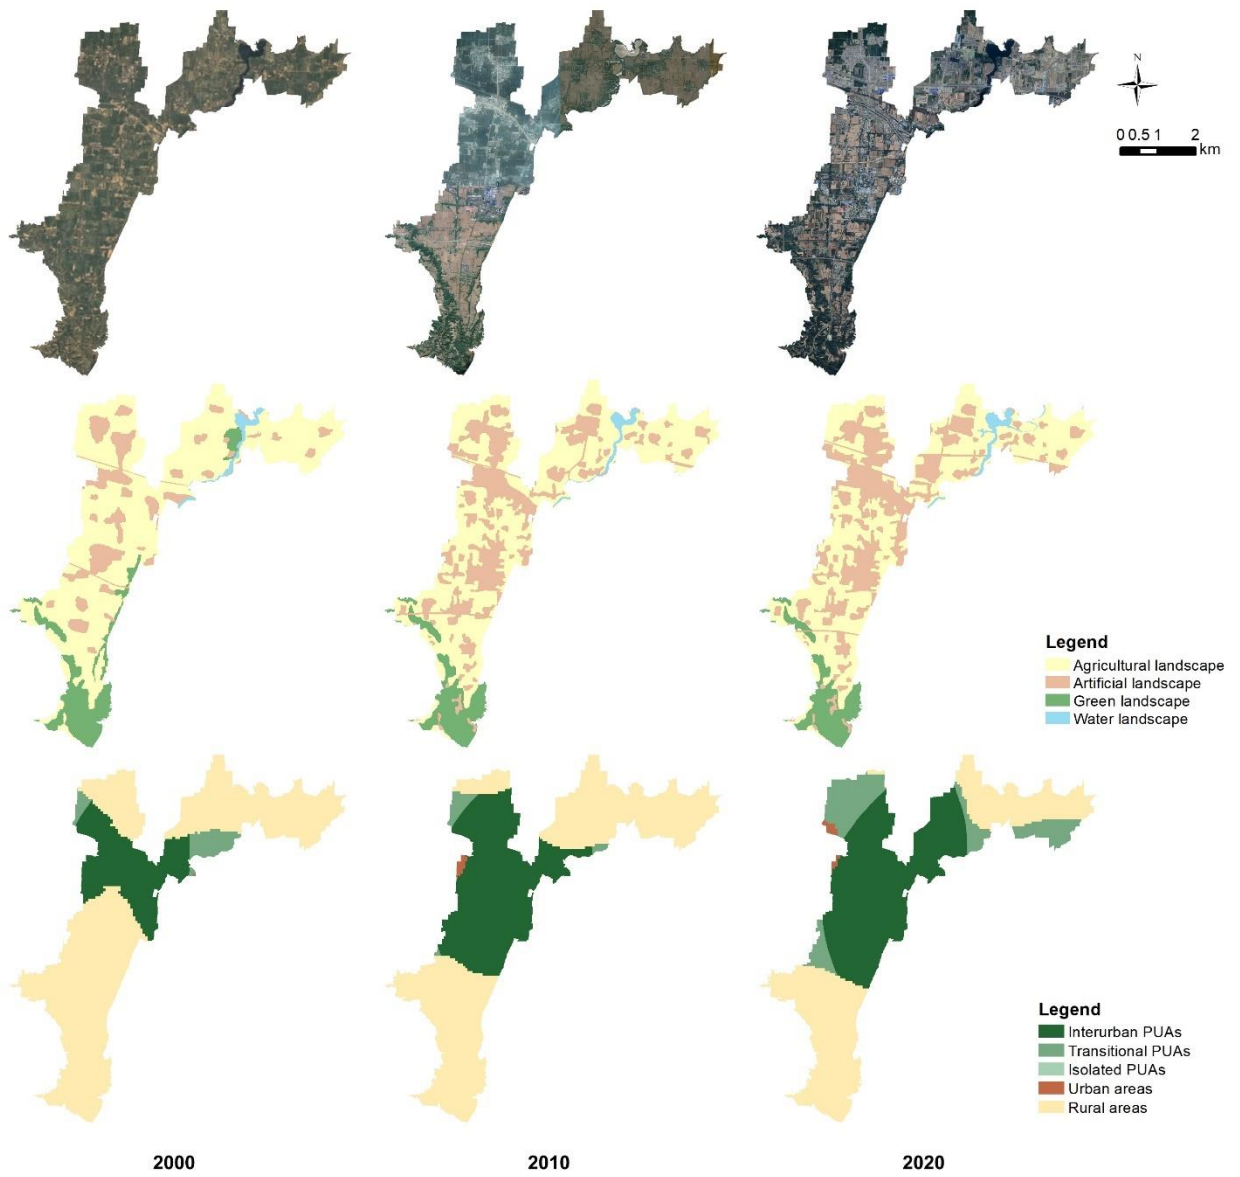 N
0 0.5 1 2
km
Legend
Agricultural landscape
Artificial landscape
Green landscape
Water landscape
Legend
Interurban PUAs
Transitional PUAs
Isolated PUAs
Urban areas
Rural areas
2000 2010 2020